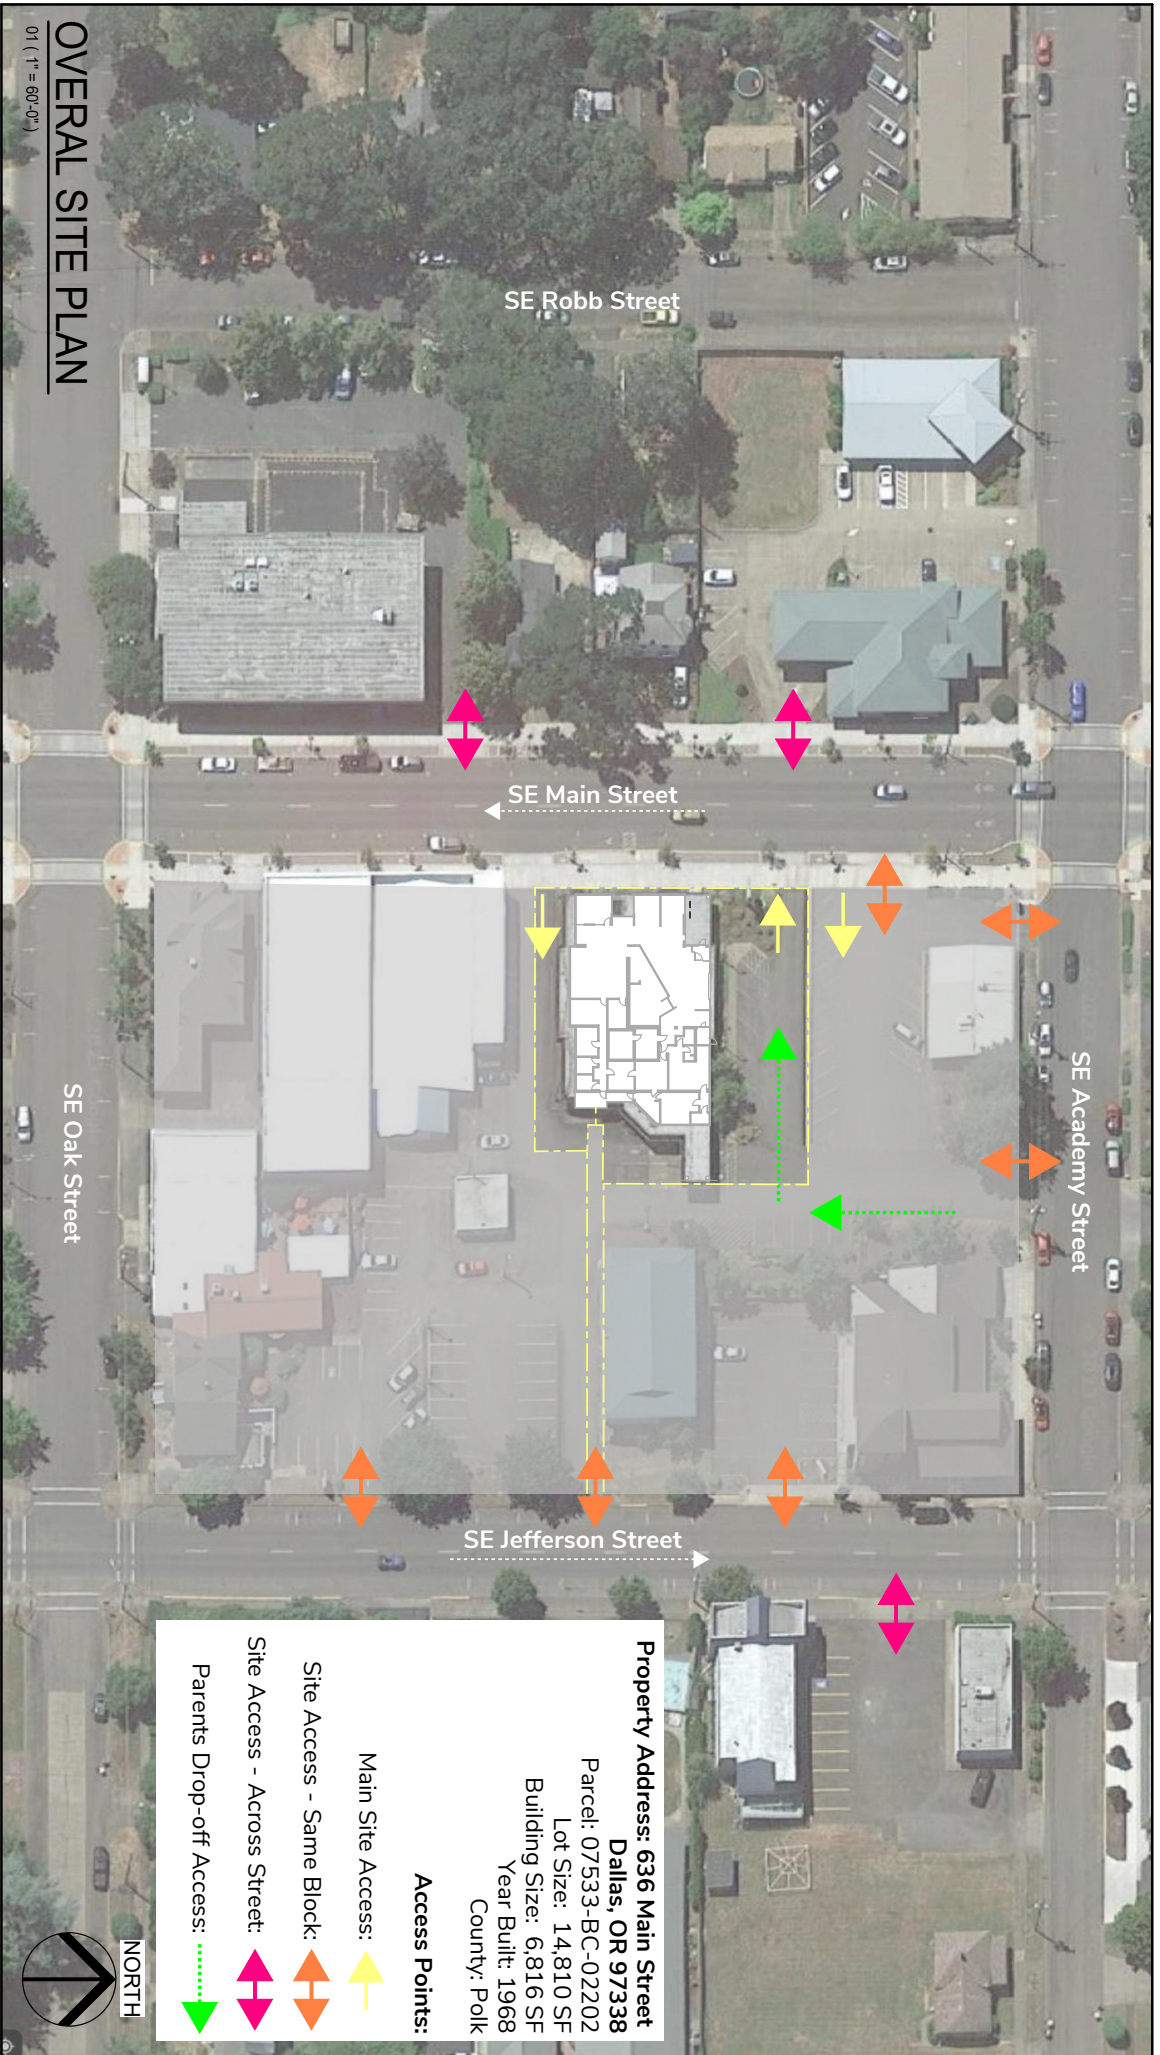 OVERAL SITE PLAN
01 ( 1" = 60'-0" )
SE Robb Street
SE Main Street
SE Academy Street
SE Oak Street
SE Jefferson Street
Property Address: 636 Main Street
Dallas, OR 97338
Parcel: 07533-BC-02202
Lot Size: 14,810 SF
Building Size: 6,816 SF
Year Built: 1968
County: Polk
Access Points:
Main Site Access:
Site Access - Same Block:
Site Access - Across Street:
Parents Drop-off Access:
NORTH